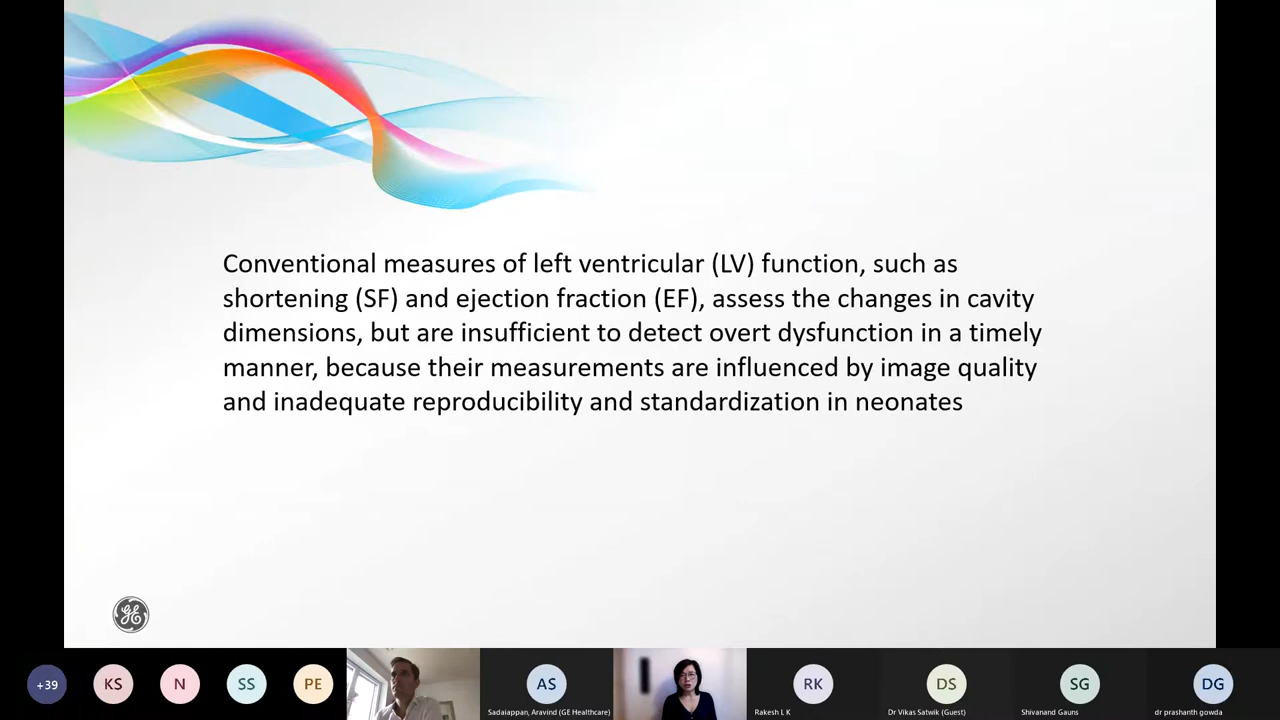 Conventional measures of left ventricular (LV) function, such as
shortening (SF) and ejection fraction (EF), assess the changes in cavity
dimensions, but are insufficient to detect overt dysfunction in a timely
manner, because their measurements are influenced by image quality
and inadequate reproducibility and standardization in neonates
GE
+39
KS
N
SS
PE
AS
Sadaiappan, Aravind (GE Healthcare)
RK
Rakesh L K
DS
Dr Vikas Satwik (Guest)
SG
Shivanand Gauns
DG
dr prashanth gowda